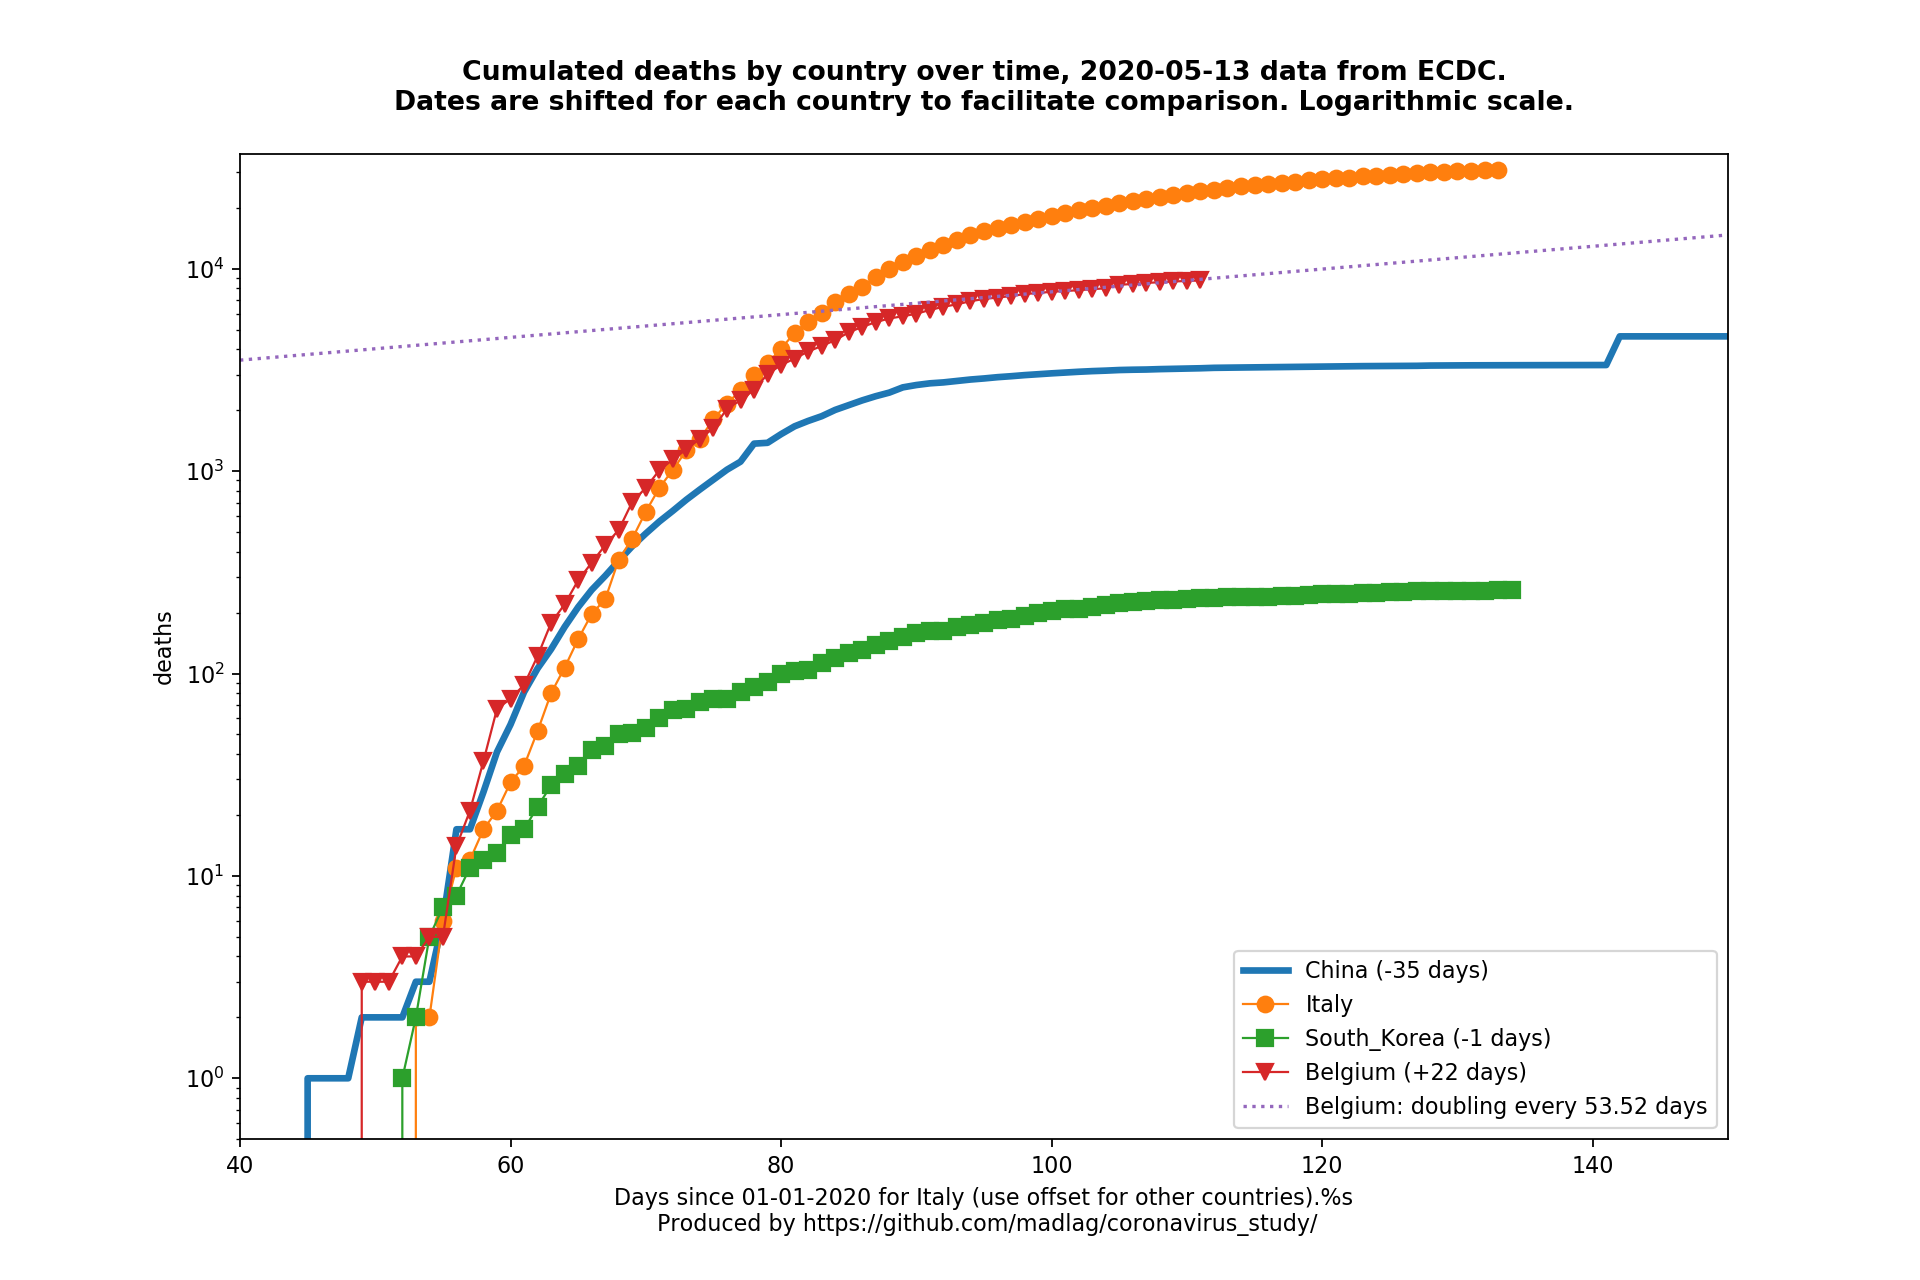 Cumulated deaths by country over time, 2020-05-13 data from ECDC.
Dates are shifted for each country to facilitate comparison. Logarithmic scale.
deaths
10^4
10^3
10^2
10^1
10^0
40 60 80 100 120 140
China (-35 days)
Italy
South_Korea (-1 days)
Belgium (+22 days)
Belgium: doubling every 53.52 days
Days since 01-01-2020 for Italy (use offset for other countries).%s
Produced by https://github.com/madlag/coronavirus_study/